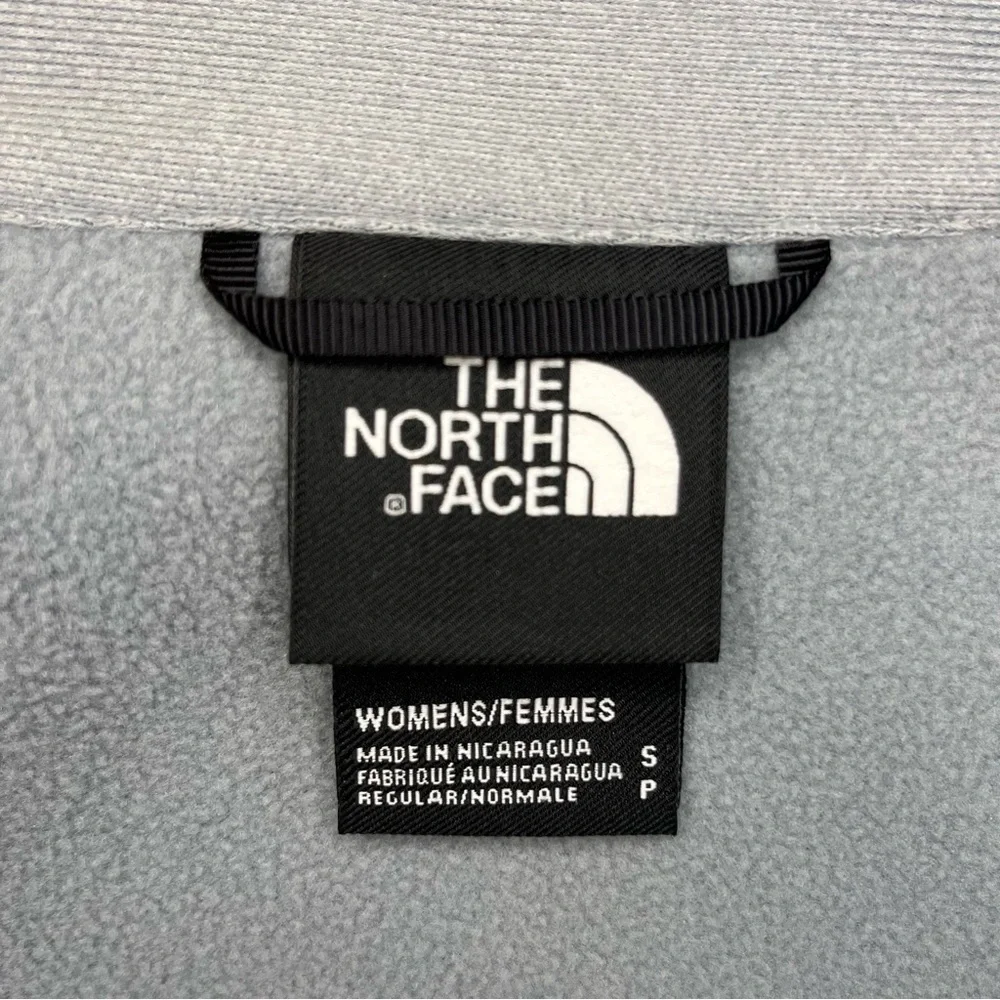 THE
NORTH
®FACE
WOMENS/FEMMES
MADE IN NICARAGUA
FABRIQUÉ AU NICARAGUA
REGULAR/NORMALE
S
P